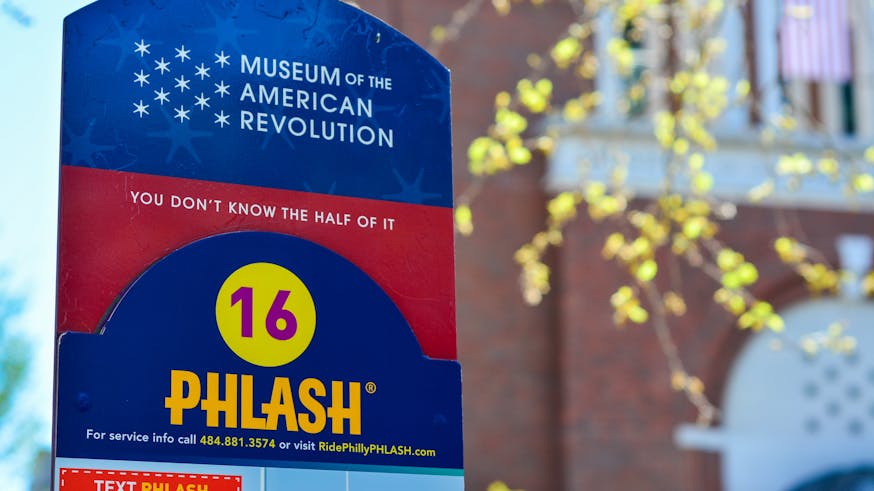 MUSEUM OF THE
AMERICAN
REVOLUTION
YOU DON'T KNOW THE HALF OF IT
16
PHLASH®
For service info call 484.881.3574 or visit RidePhillyPHLASH.com
TEXT PHLASH